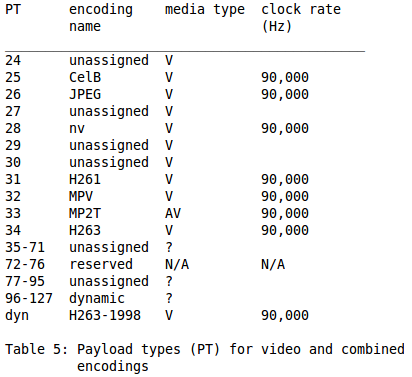 PT      encoding    media type  clock rate
        name                    (Hz)
_____________________________________________
24      unassigned  V
25      CelB        V           90,000
26      JPEG        V           90,000
27      unassigned  V
28      nv          V           90,000
29      unassigned  V
30      unassigned  V
31      H261        V           90,000
32      MPV         V           90,000
33      MP2T        AV          90,000
34      H263        V           90,000
35-71   unassigned  ?
72-76   reserved    N/A         N/A
77-95   unassigned  ?
96-127  dynamic     ?
dyn     H263-1998   V           90,000
Table 5: Payload types (PT) for video and combined
         encodings